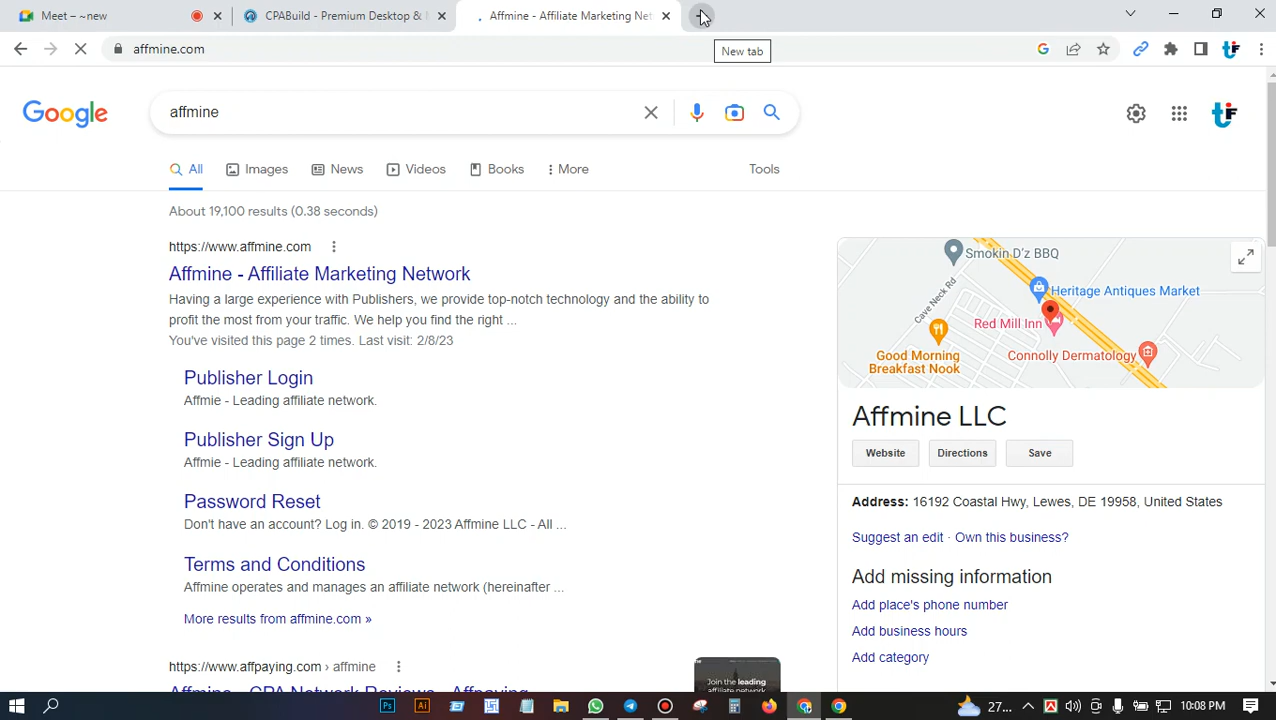 Meet – ~new
CPABuild - Premium Desktop &
Affmine - Affiliate Marketing Net
New tab
affmine.com
Google
affmine
All
Images
News
Videos
Books
More
Tools
About 19,100 results (0.38 seconds)
https://www.affmine.com
Affmine - Affiliate Marketing Network
Having a large experience with Publishers, we provide top-notch technology and the ability to
profit the most from your traffic. We help you find the right ...
You've visited this page 2 times. Last visit: 2/8/23
Publisher Login
Affmie - Leading affiliate network.
Publisher Sign Up
Affmie - Leading affiliate network.
Password Reset
Don't have an account? Log in. © 2019 - 2023 Affmine LLC - All ...
Terms and Conditions
Affmine operates and manages an affiliate network (hereinafter ...
More results from affmine.com »
https://www.affpaying.com › affmine
Affmine - CPA Network Reviews - Affpaying
Join the leading
affiliate network
Smokin D'z BBQ
Cave Neck Rd
Heritage Antiques Market
Red Mill Inn
Good Morning
Breakfast Nook
Connolly Dermatology
Affmine LLC
Website
Directions
Save
Address: 16192 Coastal Hwy, Lewes, DE 19958, United States
Suggest an edit · Own this business?
Add missing information
Add place's phone number
Add business hours
Add category
Ps
Ai
27...
10:08 PM